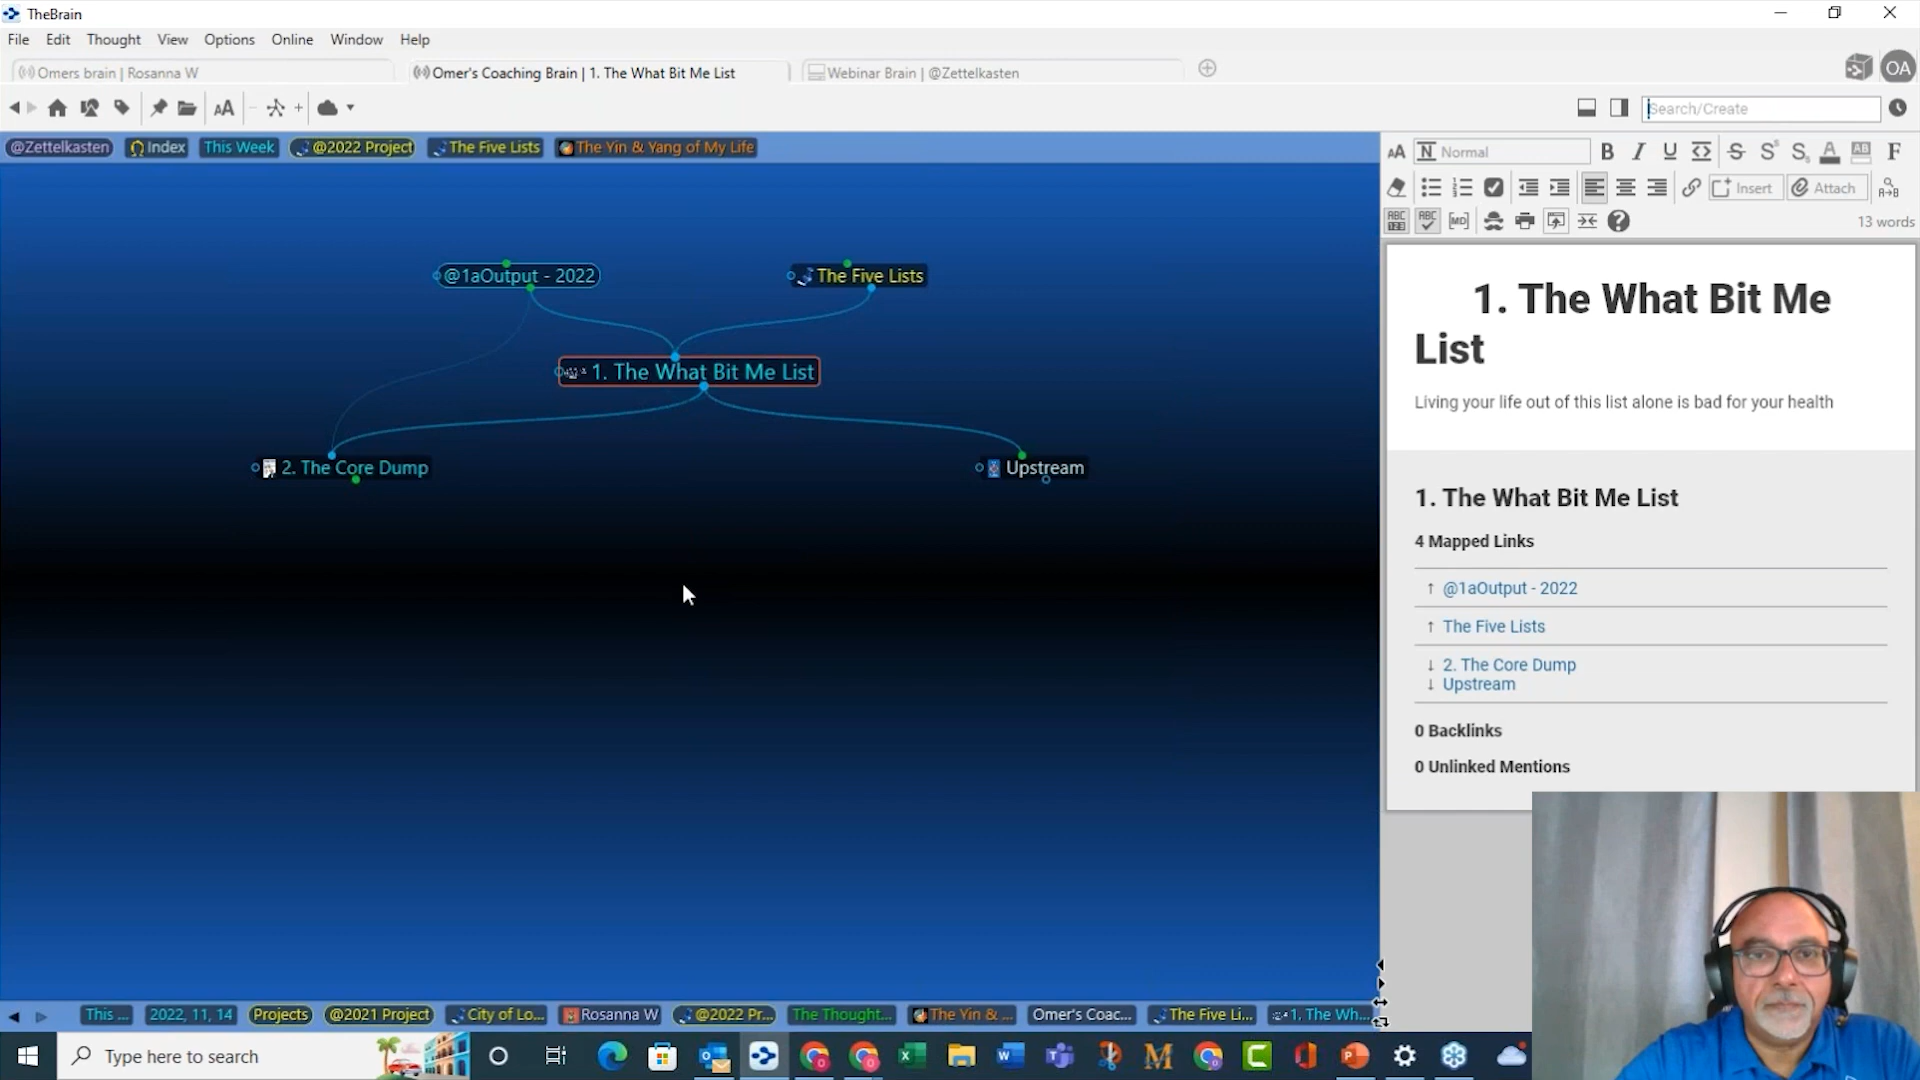 TheBrain
File Edit Thought View Options Online Window Help
Omers brain | Rosanna W
Omer's Coaching Brain | 1. The What Bit Me List
Webinar Brain | @Zettelkasten
OA
Search/Create
@Zettelkasten Index This Week @2022 Project The Five Lists The Yin & Yang of My Life
Normal
Insert Attach
13 words
@1aOutput - 2022
The Five Lists
1. The What Bit Me List
2. The Core Dump
Upstream
1. The What Bit Me
List
Living your life out of this list alone is bad for your health
1. The What Bit Me List
4 Mapped Links
↑ @1aOutput - 2022
↑ The Five Lists
↓ 2. The Core Dump
↓ Upstream
0 Backlinks
0 Unlinked Mentions
This ... 2022, 11, 14 Projects @2021 Project City of Lo... Rosanna W @2022 Pr... The Thought... The Yin & ... Omer's Coac... The Five Li... 1. The Wh...
Type here to search